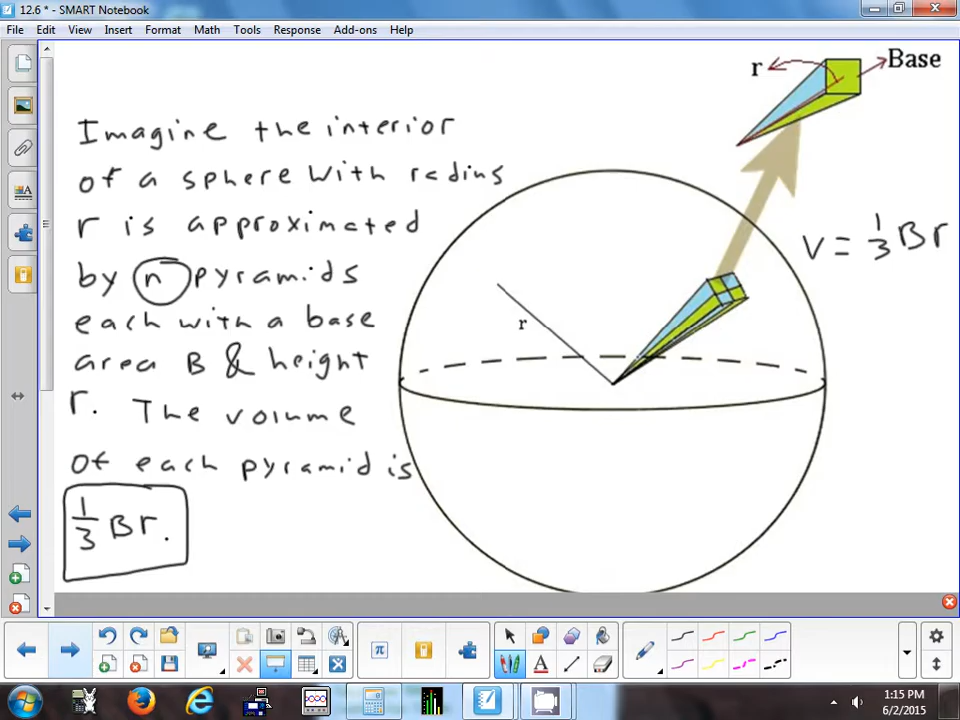 12.6 * - SMART Notebook
File Edit View Insert Format Math Tools Response Add-ons Help
r
Base
Imagine the interior
of a sphere with radius
r is approximated
by n pyramids
each with a base
area B & height
r. The volume
of each pyramid is
1/3 Br.
V = 1/3 Br
r
π
A
1:15 PM
6/2/2015